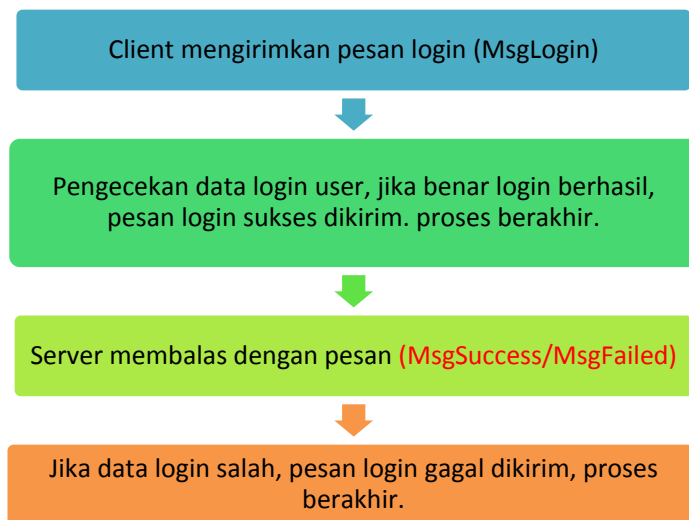 Client mengirimkan pesan login (MsgLogin)
Pengecekan data login user, jika benar login berhasil,
pesan login sukses dikirim. proses berakhir.
Server membalas dengan pesan (MsgSuccess/MsgFailed)
Jika data login salah, pesan login gagal dikirim, proses
berakhir.